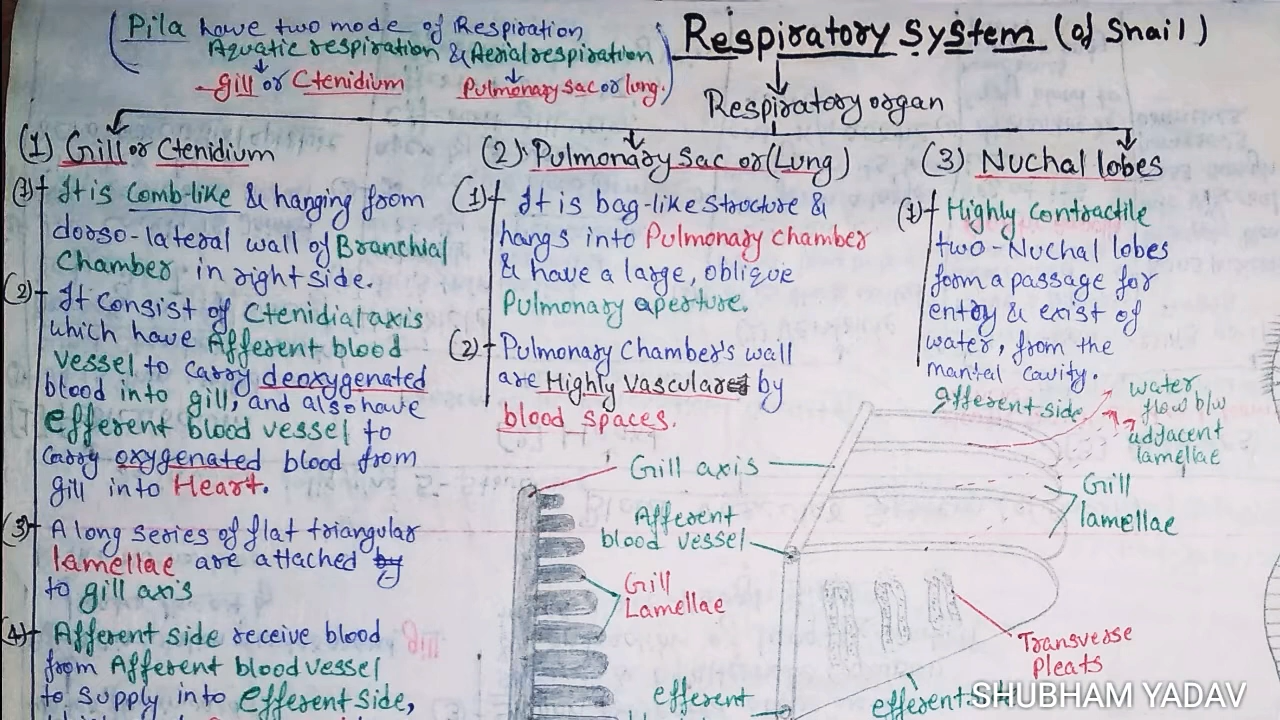 (Pila have two mode of Respiration
Aquatic respiration & Aerial respiration
gill or Ctenidium Pulmonary sac or lung.)
Respiratory System (of Snail)
Respiratory organ
(1) Gill or Ctenidium
(1) It is Comb-like & hanging from
dorso-lateral wall of Branchial
Chamber in right side.
(2) It consist of Ctenidial axis
which have Afferent blood
vessel to carry deoxygenated
blood into gill, and also have
Efferent blood vessel to
carry oxygenated blood from
gill into Heart.
(3) A long series of flat triangular
lamellae are attached by
to gill axis
(4) Afferent side receive blood
from Afferent blood vessel
to supply into Efferent side,
(2) Pulmonary Sac or (Lung)
(1) It is bag-like structure &
hangs into Pulmonary chamber
& have a large, oblique
Pulmonary aperture.
(2) Pulmonary Chamber's wall
are Highly Vascular by
blood spaces.
(3) Nuchal lobes
(1) Highly contractile
two-Nuchal lobes
form a passage for
entry & exist of
water, from the
mantal cavity.
Gill axis
Afferent
blood vessel
Gill
Lamellae
efferent
afferent side
water
flow b/w
adjacent
lamellae
Gill
lamellae
Transverse
pleats
efferent side
SHUBHAM YADAV